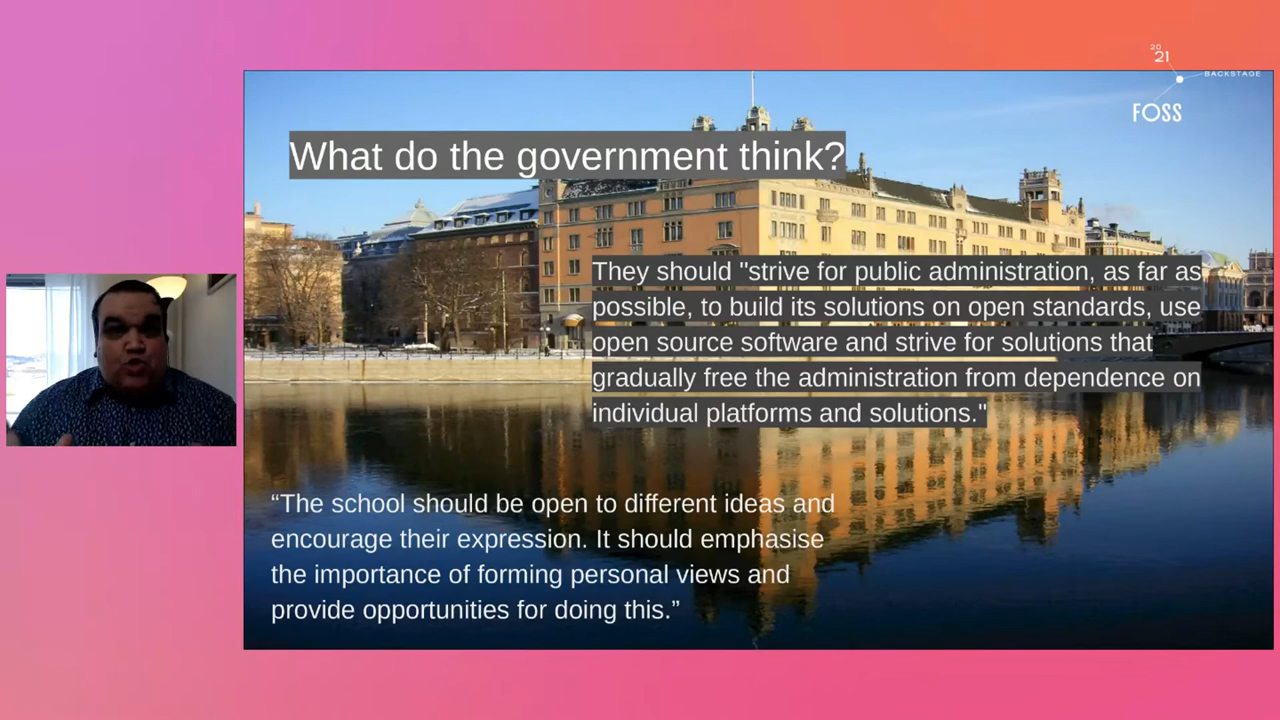 20
21
BACKSTAGE
FOSS
What do the government think?
They should "strive for public administration, as far as
possible, to build its solutions on open standards, use
open source software and strive for solutions that
gradually free the administration from dependence on
individual platforms and solutions."
“The school should be open to different ideas and
encourage their expression. It should emphasise
the importance of forming personal views and
provide opportunities for doing this.”